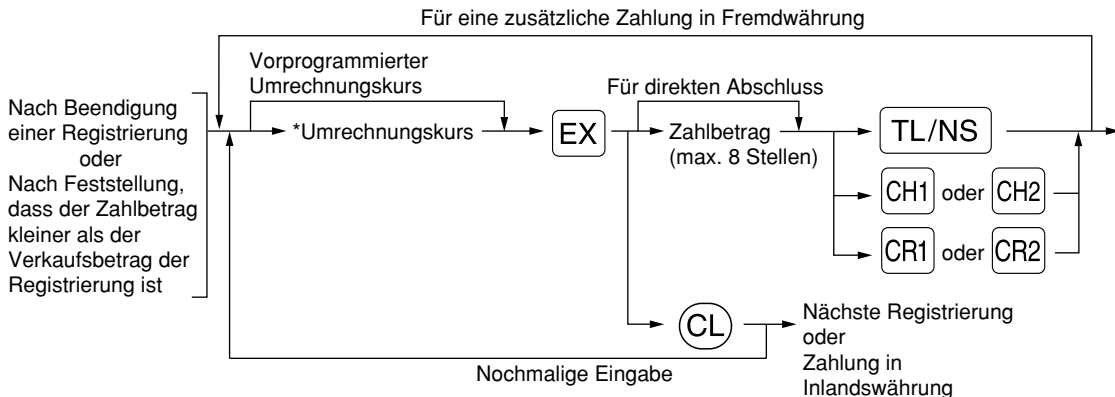 Für eine zusätzliche Zahlung in Fremdwährung
Vorprogrammierter
Umrechnungskurs
Für direkten Abschluss
Nach Beendigung
einer Registrierung
oder
Nach Feststellung,
dass der Zahlbetrag
kleiner als der
Verkaufsbetrag der
Registrierung ist
*Umrechnungskurs
EX
Zahlbetrag
(max. 8 Stellen)
TL/NS
CH1 oder CH2
CR1 oder CR2
CL
Nächste Registrierung
oder
Zahlung in
Inlandswährung
Nochmalige Eingabe